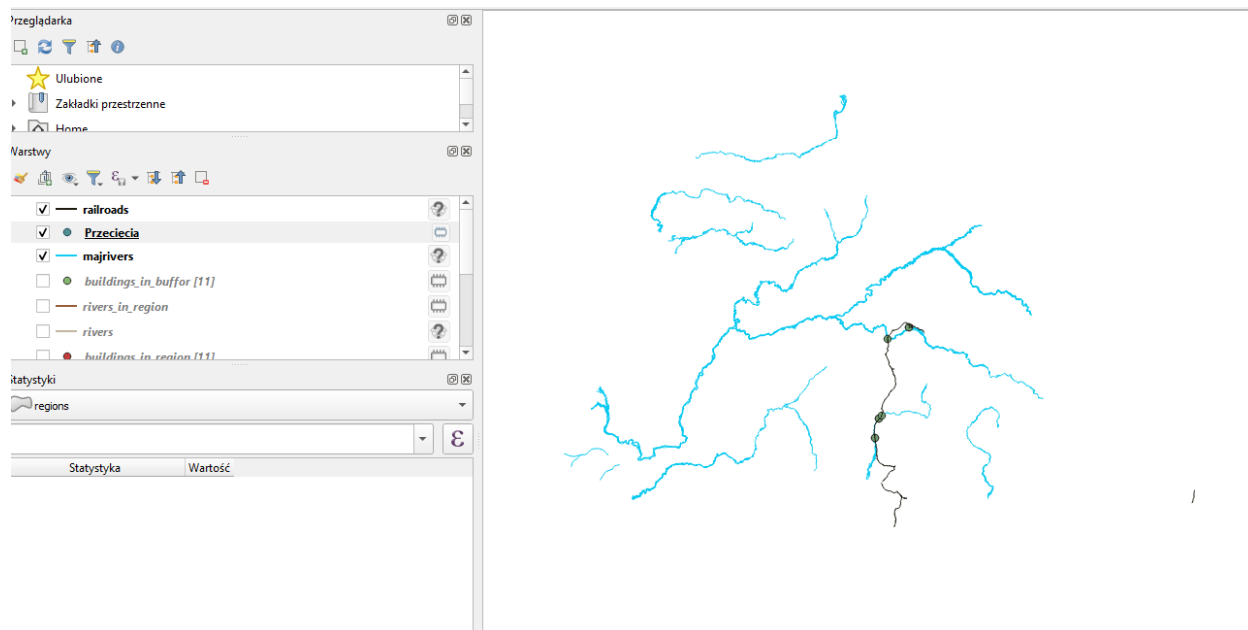 Przeglądarka
Ulubione
Zakładki przestrzenne
Home
Warstwy
railroads
Przeciecia
majrivers
buildings_in_buffor [11]
rivers_in_region
rivers
buildings_in_region [11]
Statystyki
regions
ε
Statystyka Wartość